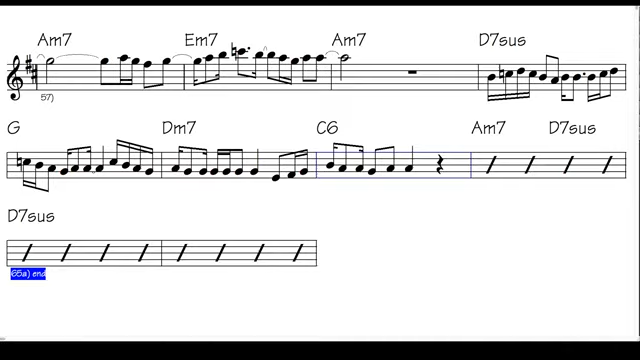 Am7 Em7 Am7 D7sus
57)
G Dm7 C6 Am7 D7sus
D7sus
65a) end